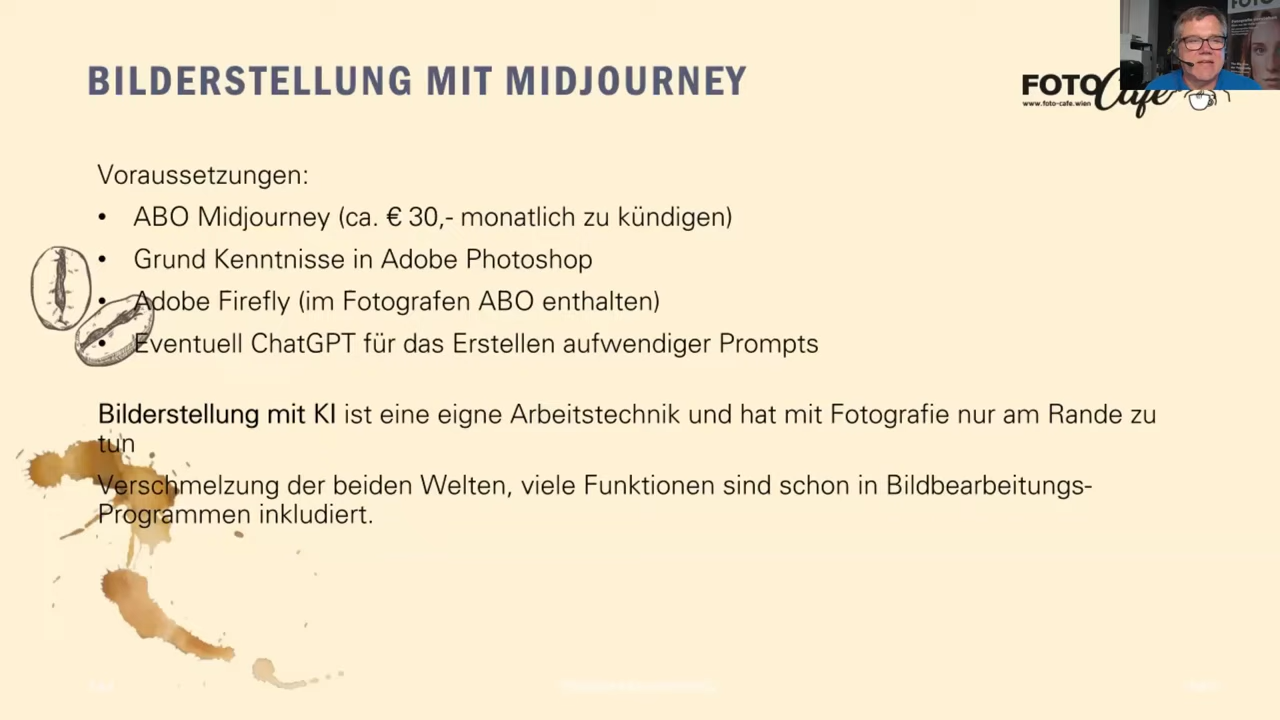 BILDERSTELLUNG MIT MIDJOURNEY
FOTO Cafe
www.foto-cafe.wien
FOTO
Voraussetzungen:
• ABO Midjourney (ca. € 30,- monatlich zu kündigen)
• Grund Kenntnisse in Adobe Photoshop
• Adobe Firefly (im Fotografen ABO enthalten)
• Eventuell ChatGPT für das Erstellen aufwendiger Prompts
Bilderstellung mit KI ist eine eigne Arbeitstechnik und hat mit Fotografie nur am Rande zu
tun
Verschmelzung der beiden Welten, viele Funktionen sind schon in Bildbearbeitungs-
Programmen inkludiert.